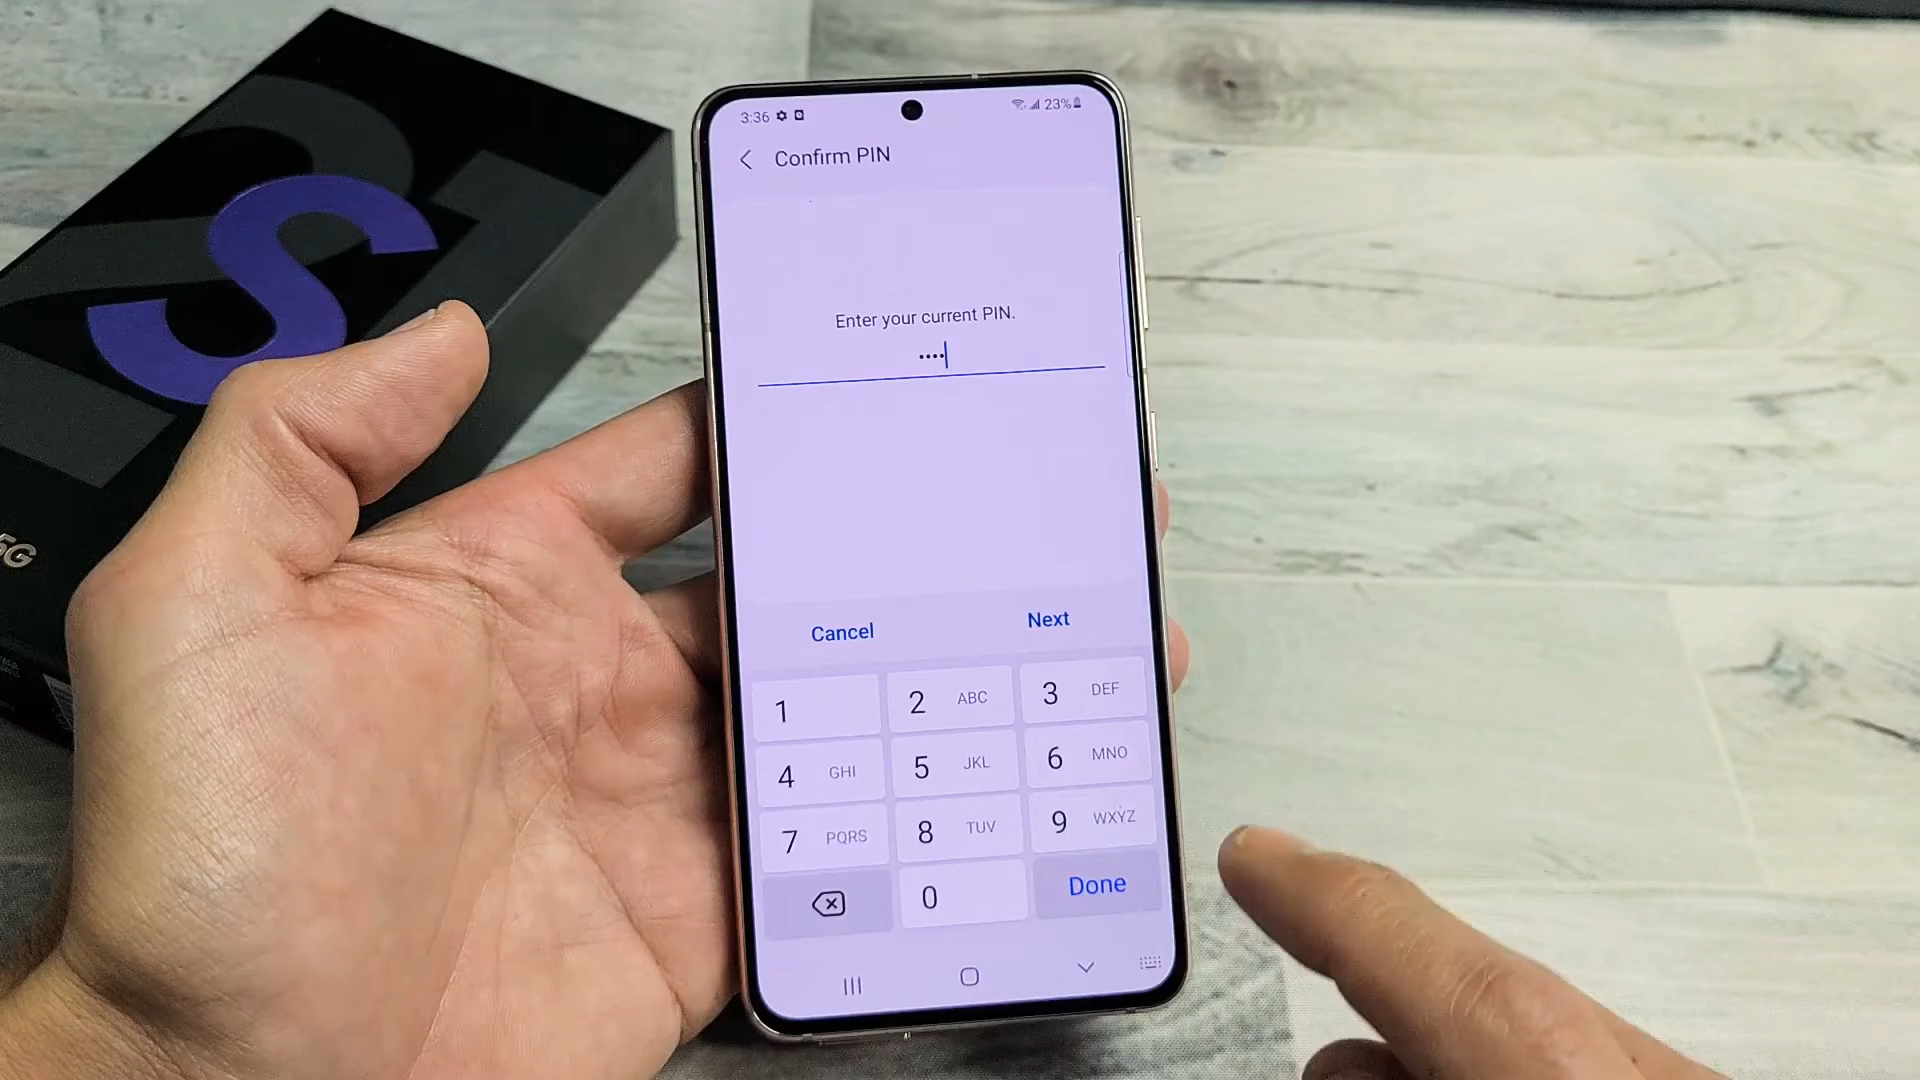 S
21
5G
3:36
23%
Confirm PIN
Enter your current PIN.
Cancel
Next
1
2 ABC
3 DEF
4 GHI
5 JKL
6 MNO
7 PQRS
8 TUV
9 WXYZ
0
Done